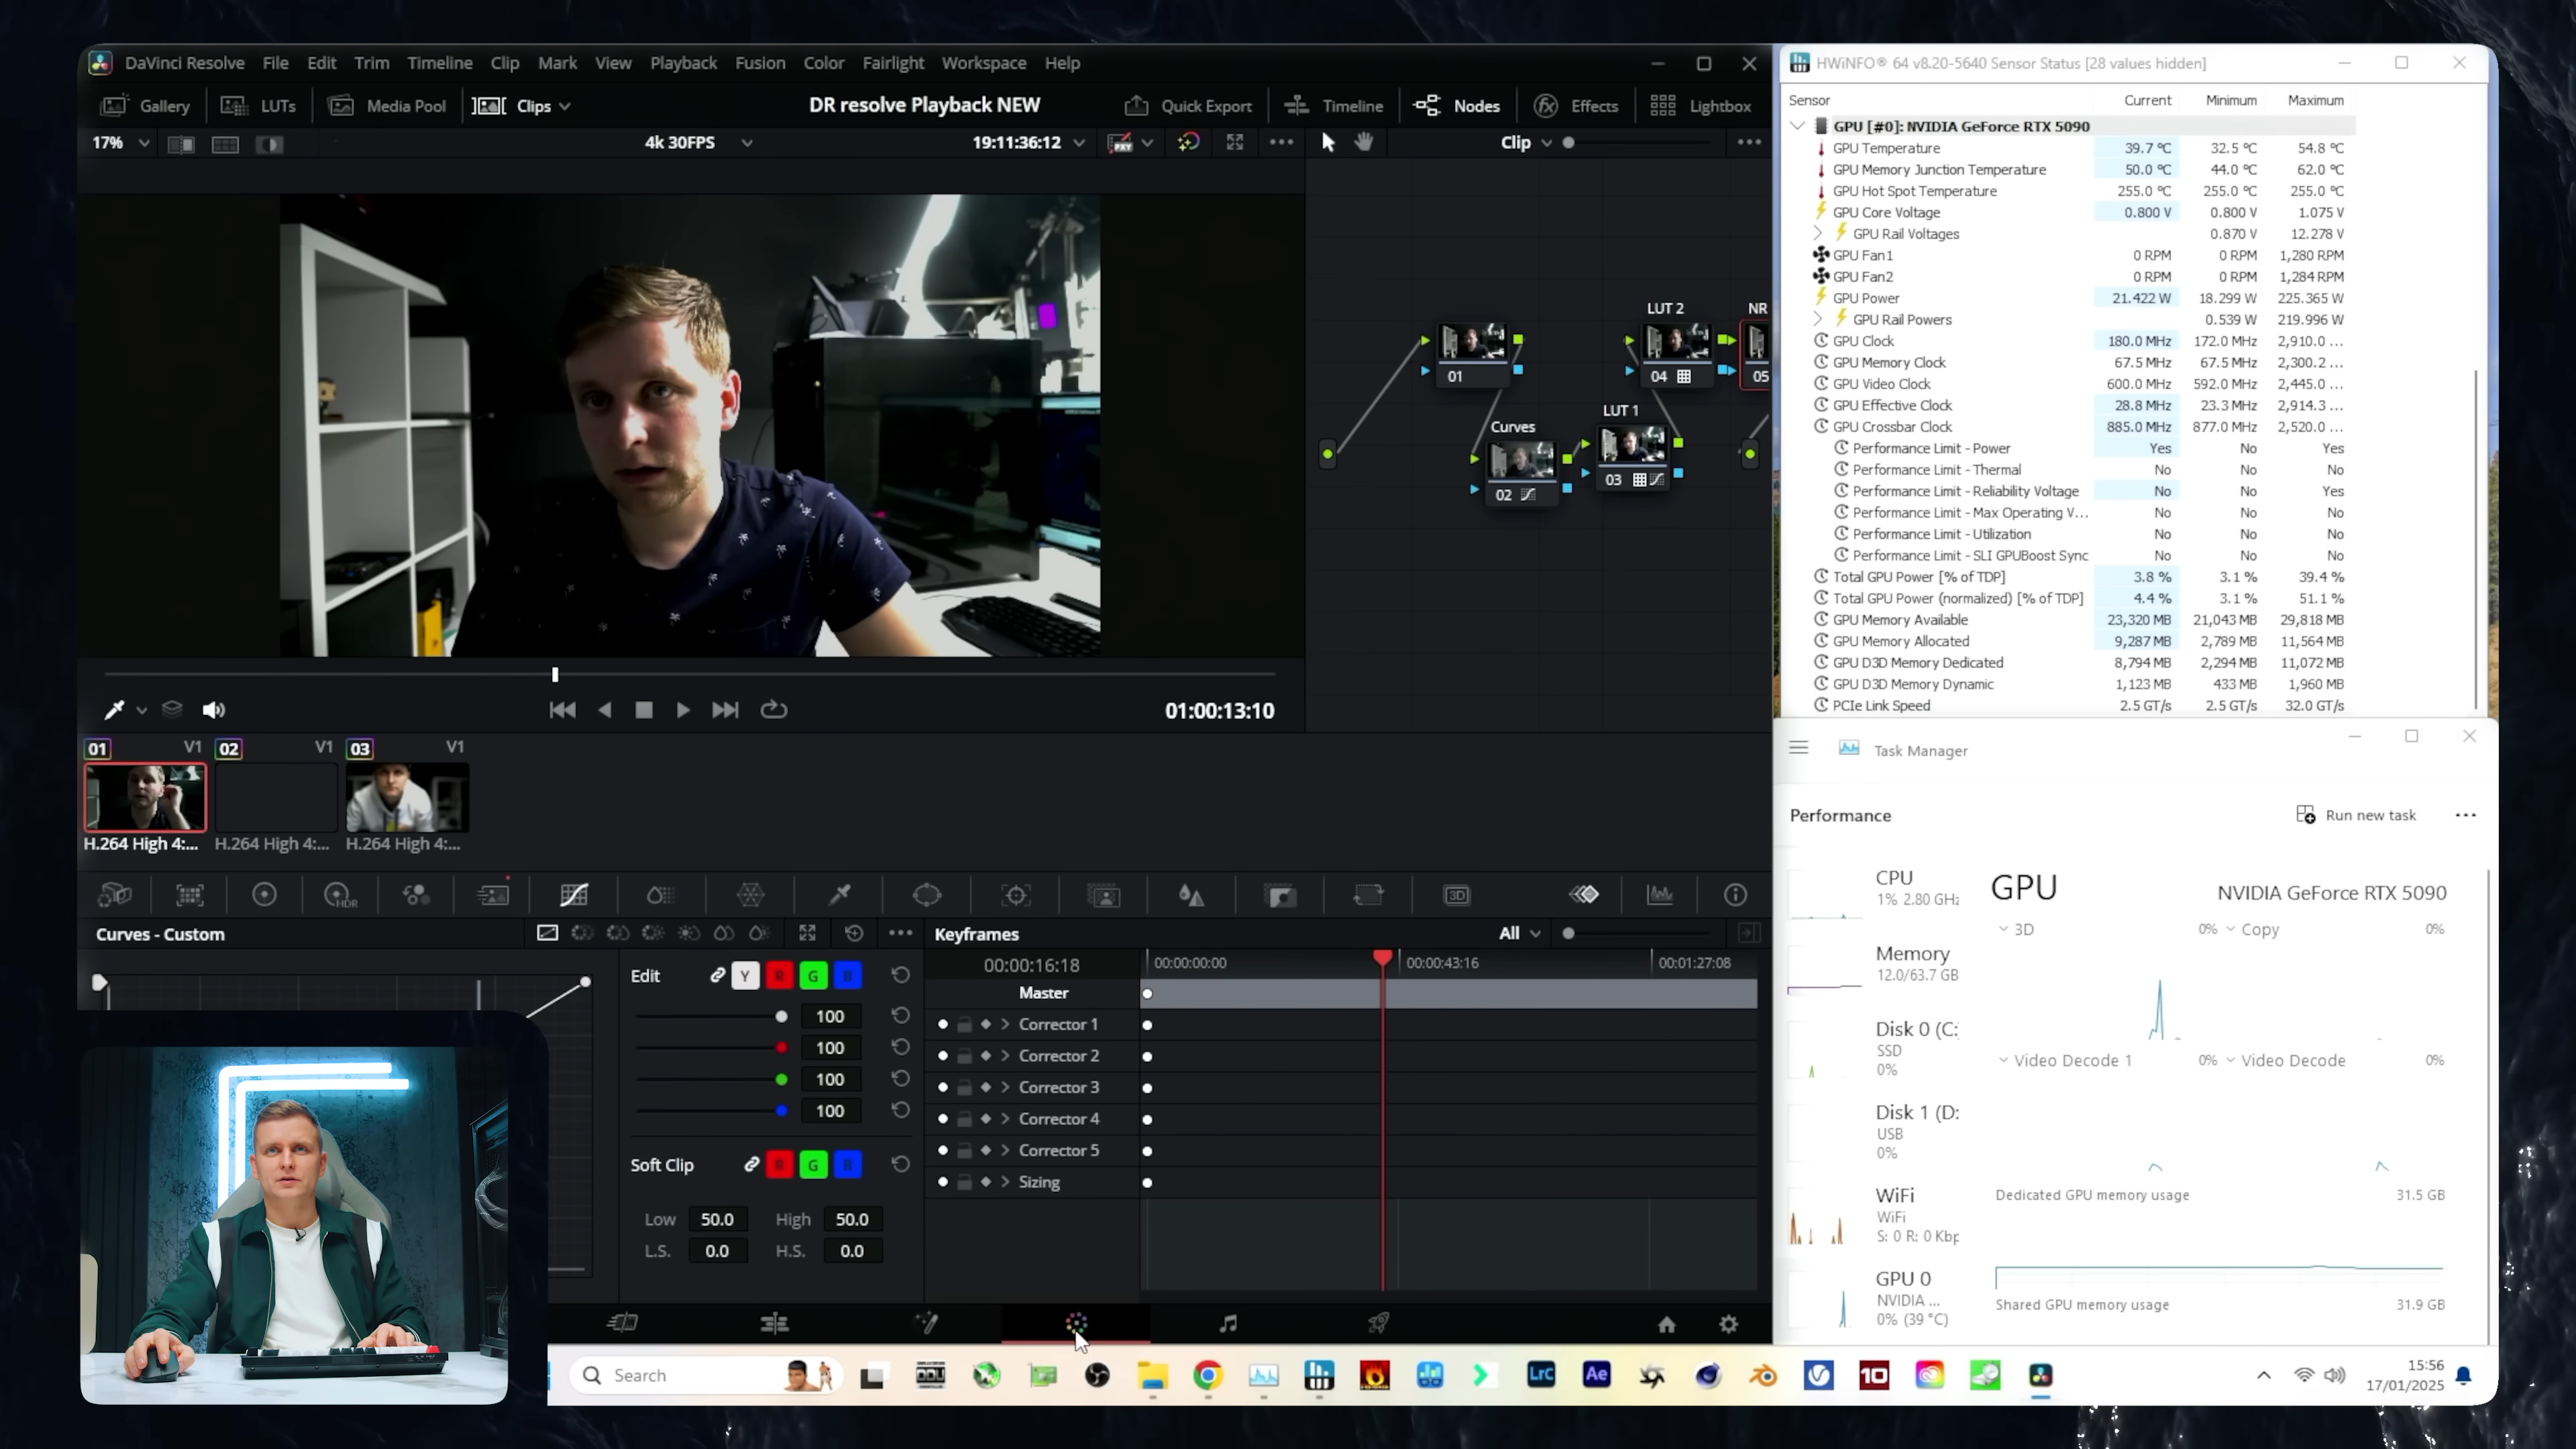 DaVinci Resolve File Edit Trim Timeline Clip Mark View Playback Fusion Color Fairlight Workspace Help
Gallery LUTs Media Pool Clips DR resolve Playback NEW Quick Export Timeline Nodes Effects Lightbox
17% 4k 30FPS 19:11:36:12 PXY Clip
LUT 2 NR
01 04 05
Curves LUT 1
02 03
01:00:13:10
01 V1 02 V1 03 V1
H.264 High 4:... H.264 High 4:... H.264 High 4:...
HDR 3D
Curves - Custom
Edit Y R G B
100
100
100
100
Soft Clip R G B
Low 50.0 High 50.0
L.S. 0.0 H.S. 0.0
Keyframes All
00:00:16:18 00:00:00:00 00:00:43:16 00:01:27:08
Master
Corrector 1
Corrector 2
Corrector 3
Corrector 4
Corrector 5
Sizing
HWiNFO® 64 v8.20-5640 Sensor Status [28 values hidden]
Sensor Current Minimum Maximum
GPU [#0]: NVIDIA GeForce RTX 5090
GPU Temperature 39.7 °C 32.5 °C 54.8 °C
GPU Memory Junction Temperature 50.0 °C 44.0 °C 62.0 °C
GPU Hot Spot Temperature 255.0 °C 255.0 °C 255.0 °C
GPU Core Voltage 0.800 V 0.800 V 1.075 V
GPU Rail Voltages 0.870 V 12.278 V
GPU Fan1 0 RPM 0 RPM 1,280 RPM
GPU Fan2 0 RPM 0 RPM 1,284 RPM
GPU Power 21.422 W 18.299 W 225.365 W
GPU Rail Powers 0.539 W 219.996 W
GPU Clock 180.0 MHz 172.0 MHz 2,910.0 ...
GPU Memory Clock 67.5 MHz 67.5 MHz 2,300.2 ...
GPU Video Clock 600.0 MHz 592.0 MHz 2,445.0 ...
GPU Effective Clock 28.8 MHz 23.3 MHz 2,914.3 ...
GPU Crossbar Clock 885.0 MHz 877.0 MHz 2,520.0 ...
Performance Limit - Power Yes No Yes
Performance Limit - Thermal No No No
Performance Limit - Reliability Voltage No No Yes
Performance Limit - Max Operating V... No No No
Performance Limit - Utilization No No No
Performance Limit - SLI GPUBoost Sync No No No
Total GPU Power [% of TDP] 3.8 % 3.1 % 39.4 %
Total GPU Power (normalized) [% of TDP] 4.4 % 3.1 % 51.1 %
GPU Memory Available 23,320 MB 21,043 MB 29,818 MB
GPU Memory Allocated 9,287 MB 2,789 MB 11,564 MB
GPU D3D Memory Dedicated 8,794 MB 2,294 MB 11,072 MB
GPU D3D Memory Dynamic 1,123 MB 433 MB 1,960 MB
PCIe Link Speed 2.5 GT/s 2.5 GT/s 32.0 GT/s
Task Manager
Performance Run new task
CPU
1% 2.80 GHz
Memory
12.0/63.7 GB
Disk 0 (C:
SSD
0%
Disk 1 (D:
USB
0%
WiFi
WiFi
S: 0 R: 0 Kbp
GPU 0
NVIDIA ...
0% (39 °C)
GPU NVIDIA GeForce RTX 5090
3D 0% Copy 0%
Video Decode 1 0% Video Decode 0%
Dedicated GPU memory usage 31.5 GB
Shared GPU memory usage 31.9 GB
Search DDU LrC Ae 10
15:56
17/01/2025